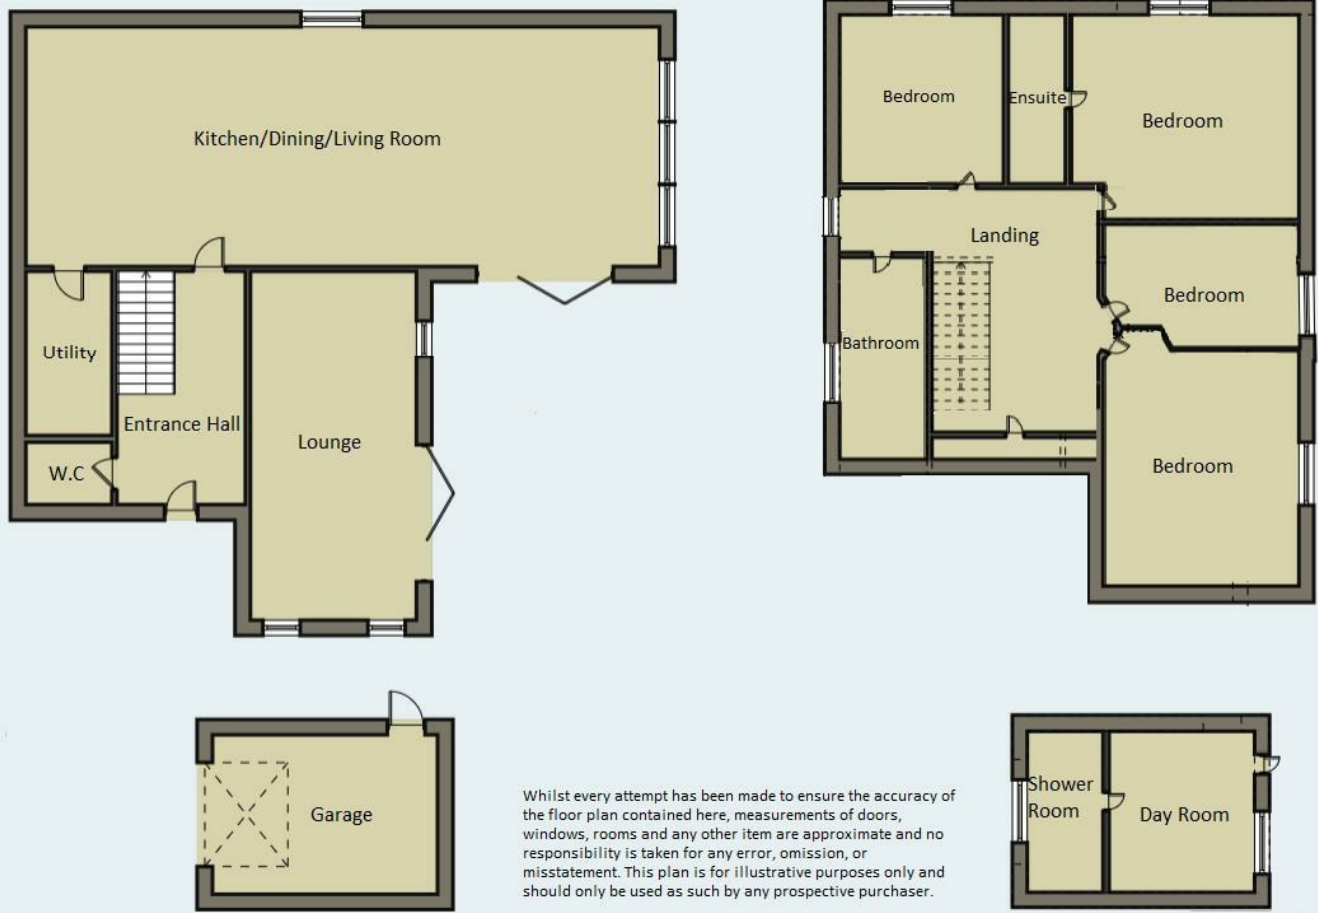 Kitchen/Dining/Living Room
Utility
Entrance Hall
W.C
Lounge
Bedroom
Ensuite
Bedroom
Landing
Bedroom
Bathroom
Bedroom
Garage
Whilst every attempt has been made to ensure the accuracy of
the floor plan contained here, measurements of doors,
windows, rooms and any other item are approximate and no
responsibility is taken for any error, omission, or
misstatement. This plan is for illustrative purposes only and
should only be used as such by any prospective purchaser.
Shower
Room
Day Room